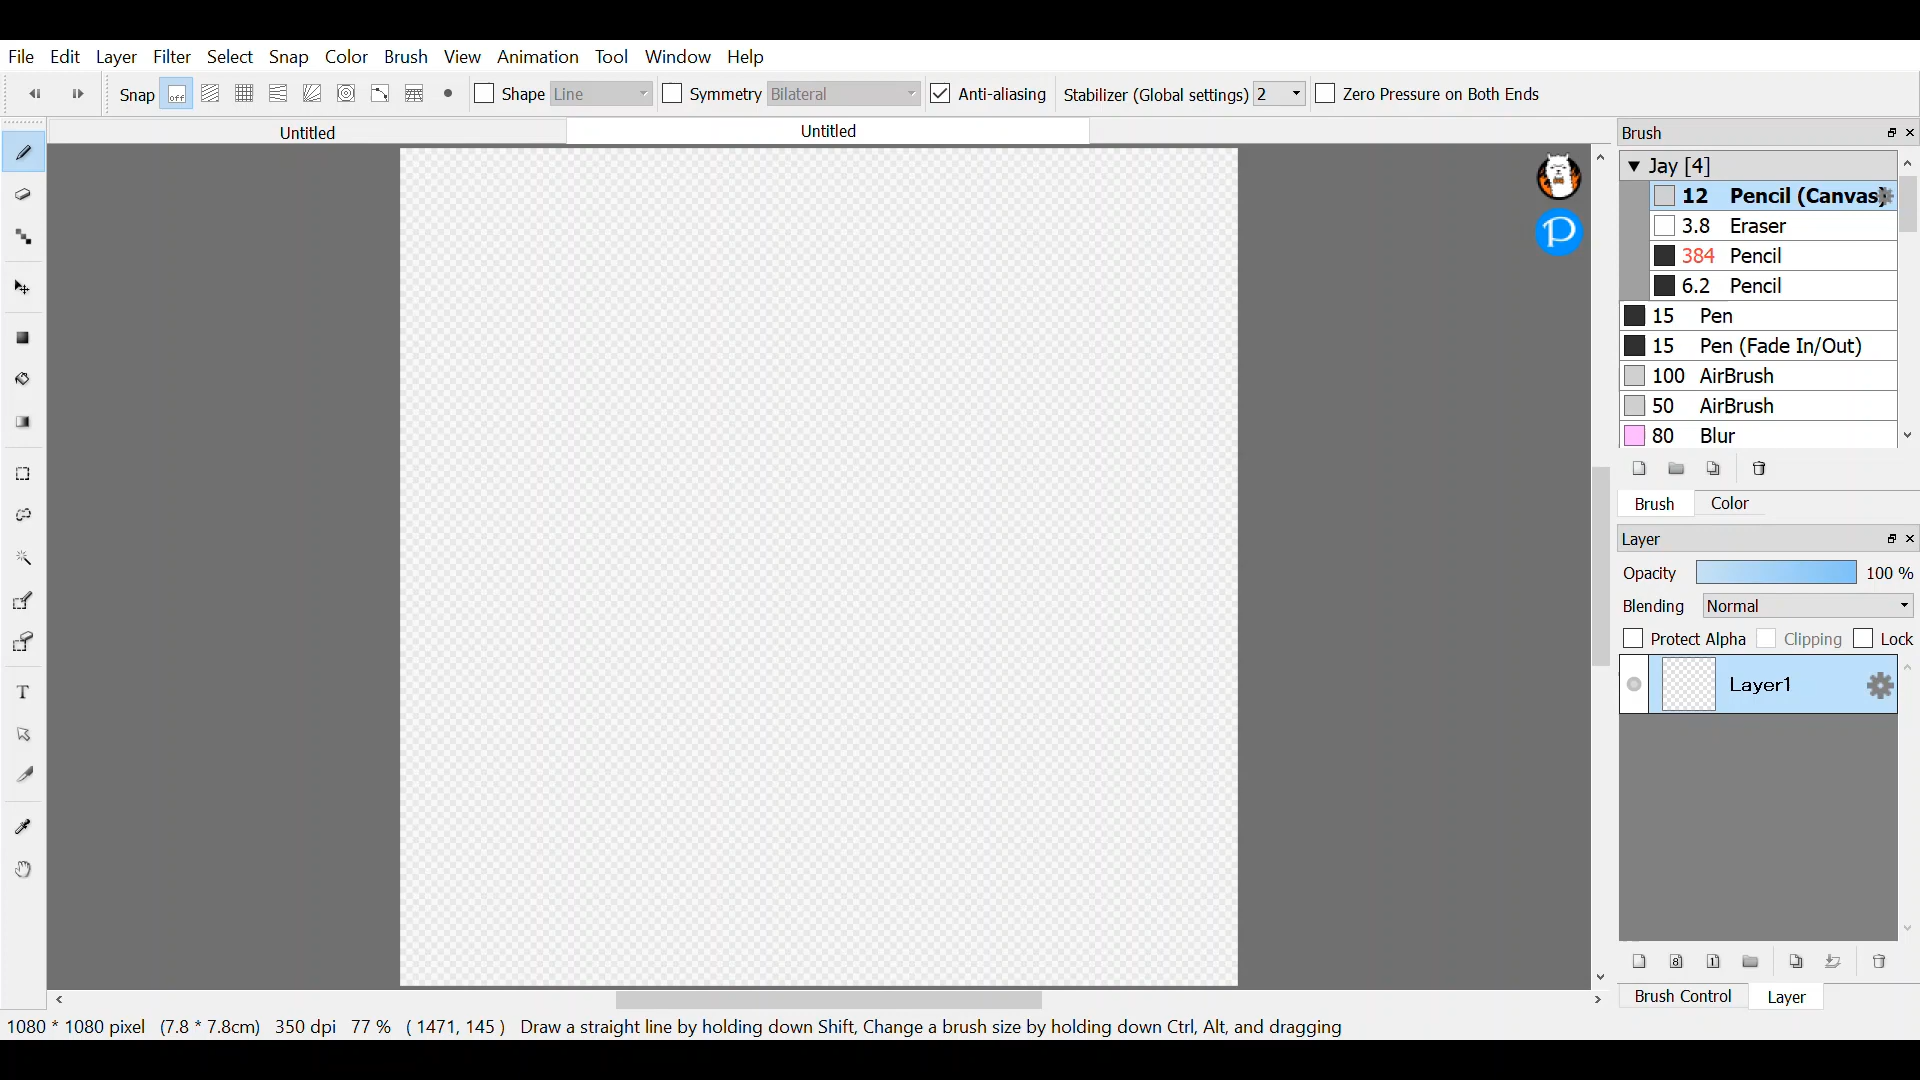 File Edit Layer Filter Select Snap Color Brush View Animation Tool Window Help
Snap off Shape Line Symmetry Bilateral Anti-aliasing Stabilizer (Global settings) 2 Zero Pressure on Both Ends
Untitled Untitled
Brush
Jay [4]
12 Pencil (Canvas)
3.8 Eraser
384 Pencil
6.2 Pencil
15 Pen
15 Pen (Fade In/Out)
100 AirBrush
50 AirBrush
80 Blur
Brush Color
Layer
Opacity 100 %
Blending Normal
Protect Alpha Clipping Lock
Layer1
8 1
Brush Control Layer
T
P
1080 * 1080 pixel (7.8 * 7.8cm) 350 dpi 77 % ( 1471, 145 ) Draw a straight line by holding down Shift, Change a brush size by holding down Ctrl, Alt, and dragging